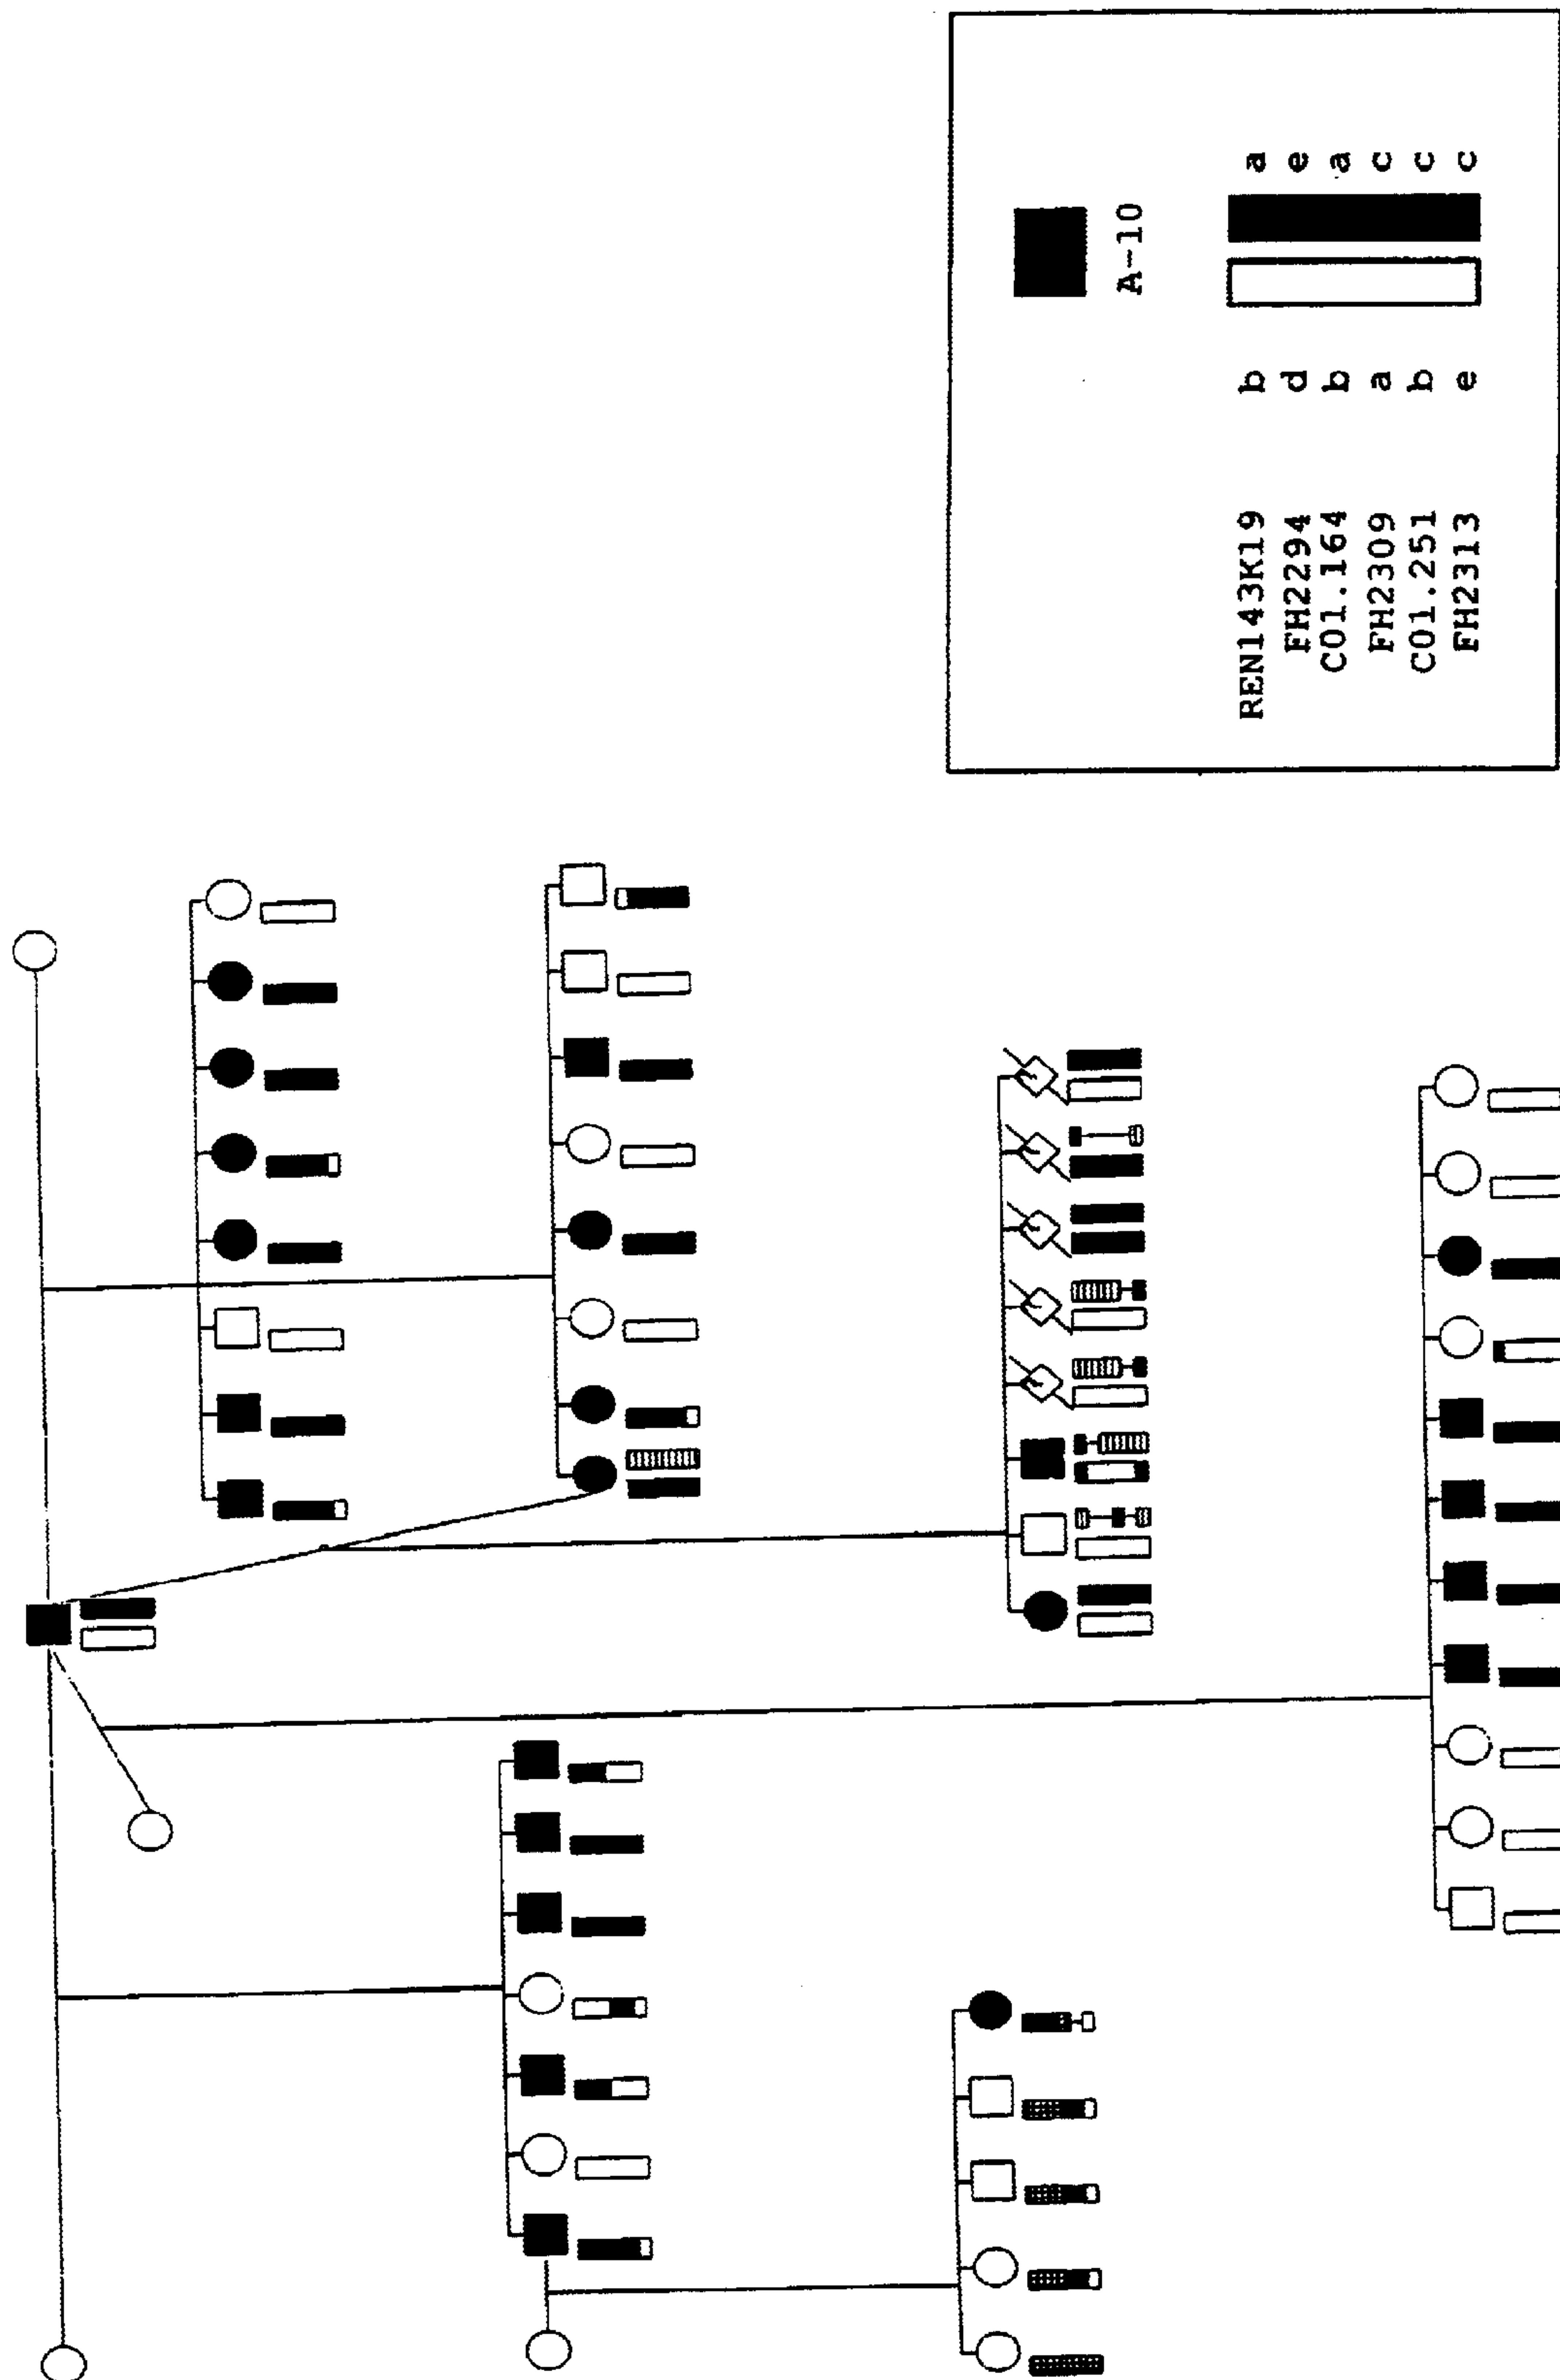 A-10
REN143K19 b a
FH2294 d e
C01.164 b a
FH2309 a c
C01.251 b c
FH2313 e c